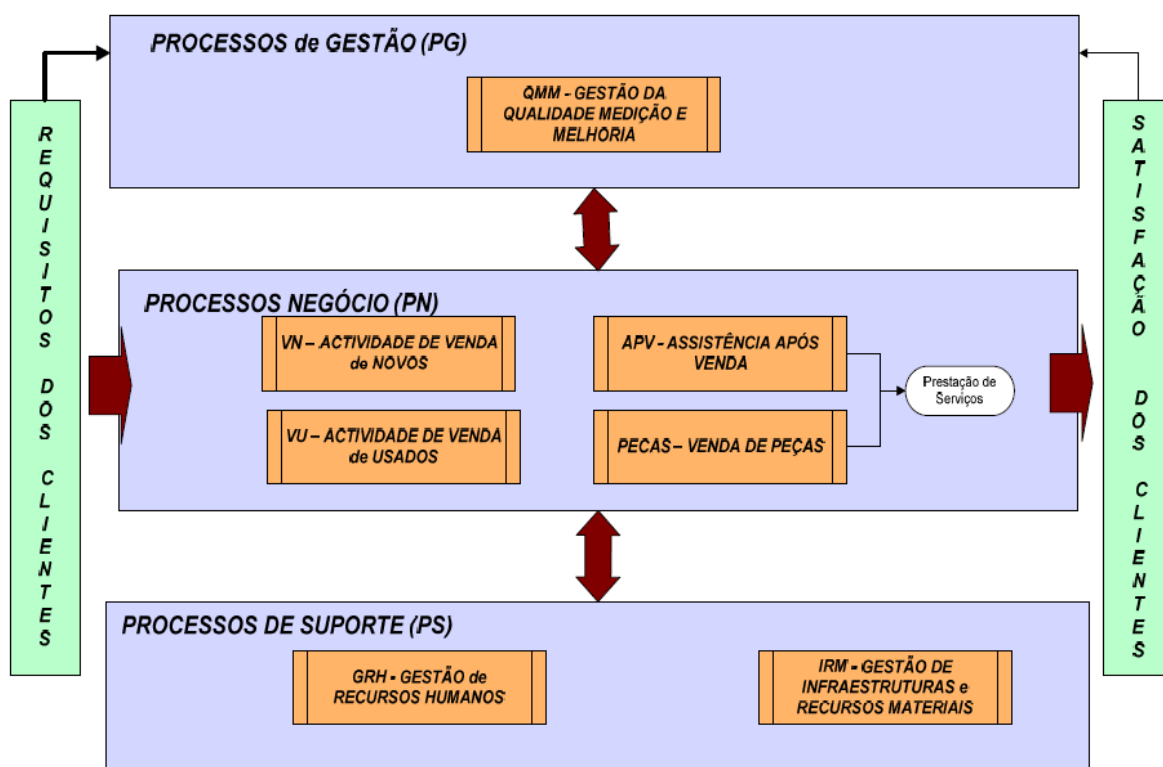 PROCESSOS de GESTÃO (PG)
QMM - GESTÃO DA
QUALIDADE MEDIÇÃO E
MELHORIA
REQUISITOS DOS CLIENTES
SATISFAÇÃO DOS CLIENTES
PROCESSOS NEGÓCIO (PN)
VN – ACTIVIDADE DE VENDA
de NOVOS
APV - ASSISTÊNCIA APÓS
VENDA
Prestação de
Serviços
VU – ACTIVIDADE DE VENDA
de USADOS
PECAS – VENDA DE PEÇAS
PROCESSOS DE SUPORTE (PS)
GRH - GESTÃO de
RECURSOS HUMANOS
IRM - GESTÃO DE
INFRAESTRUTURAS e
RECURSOS MATERIAIS